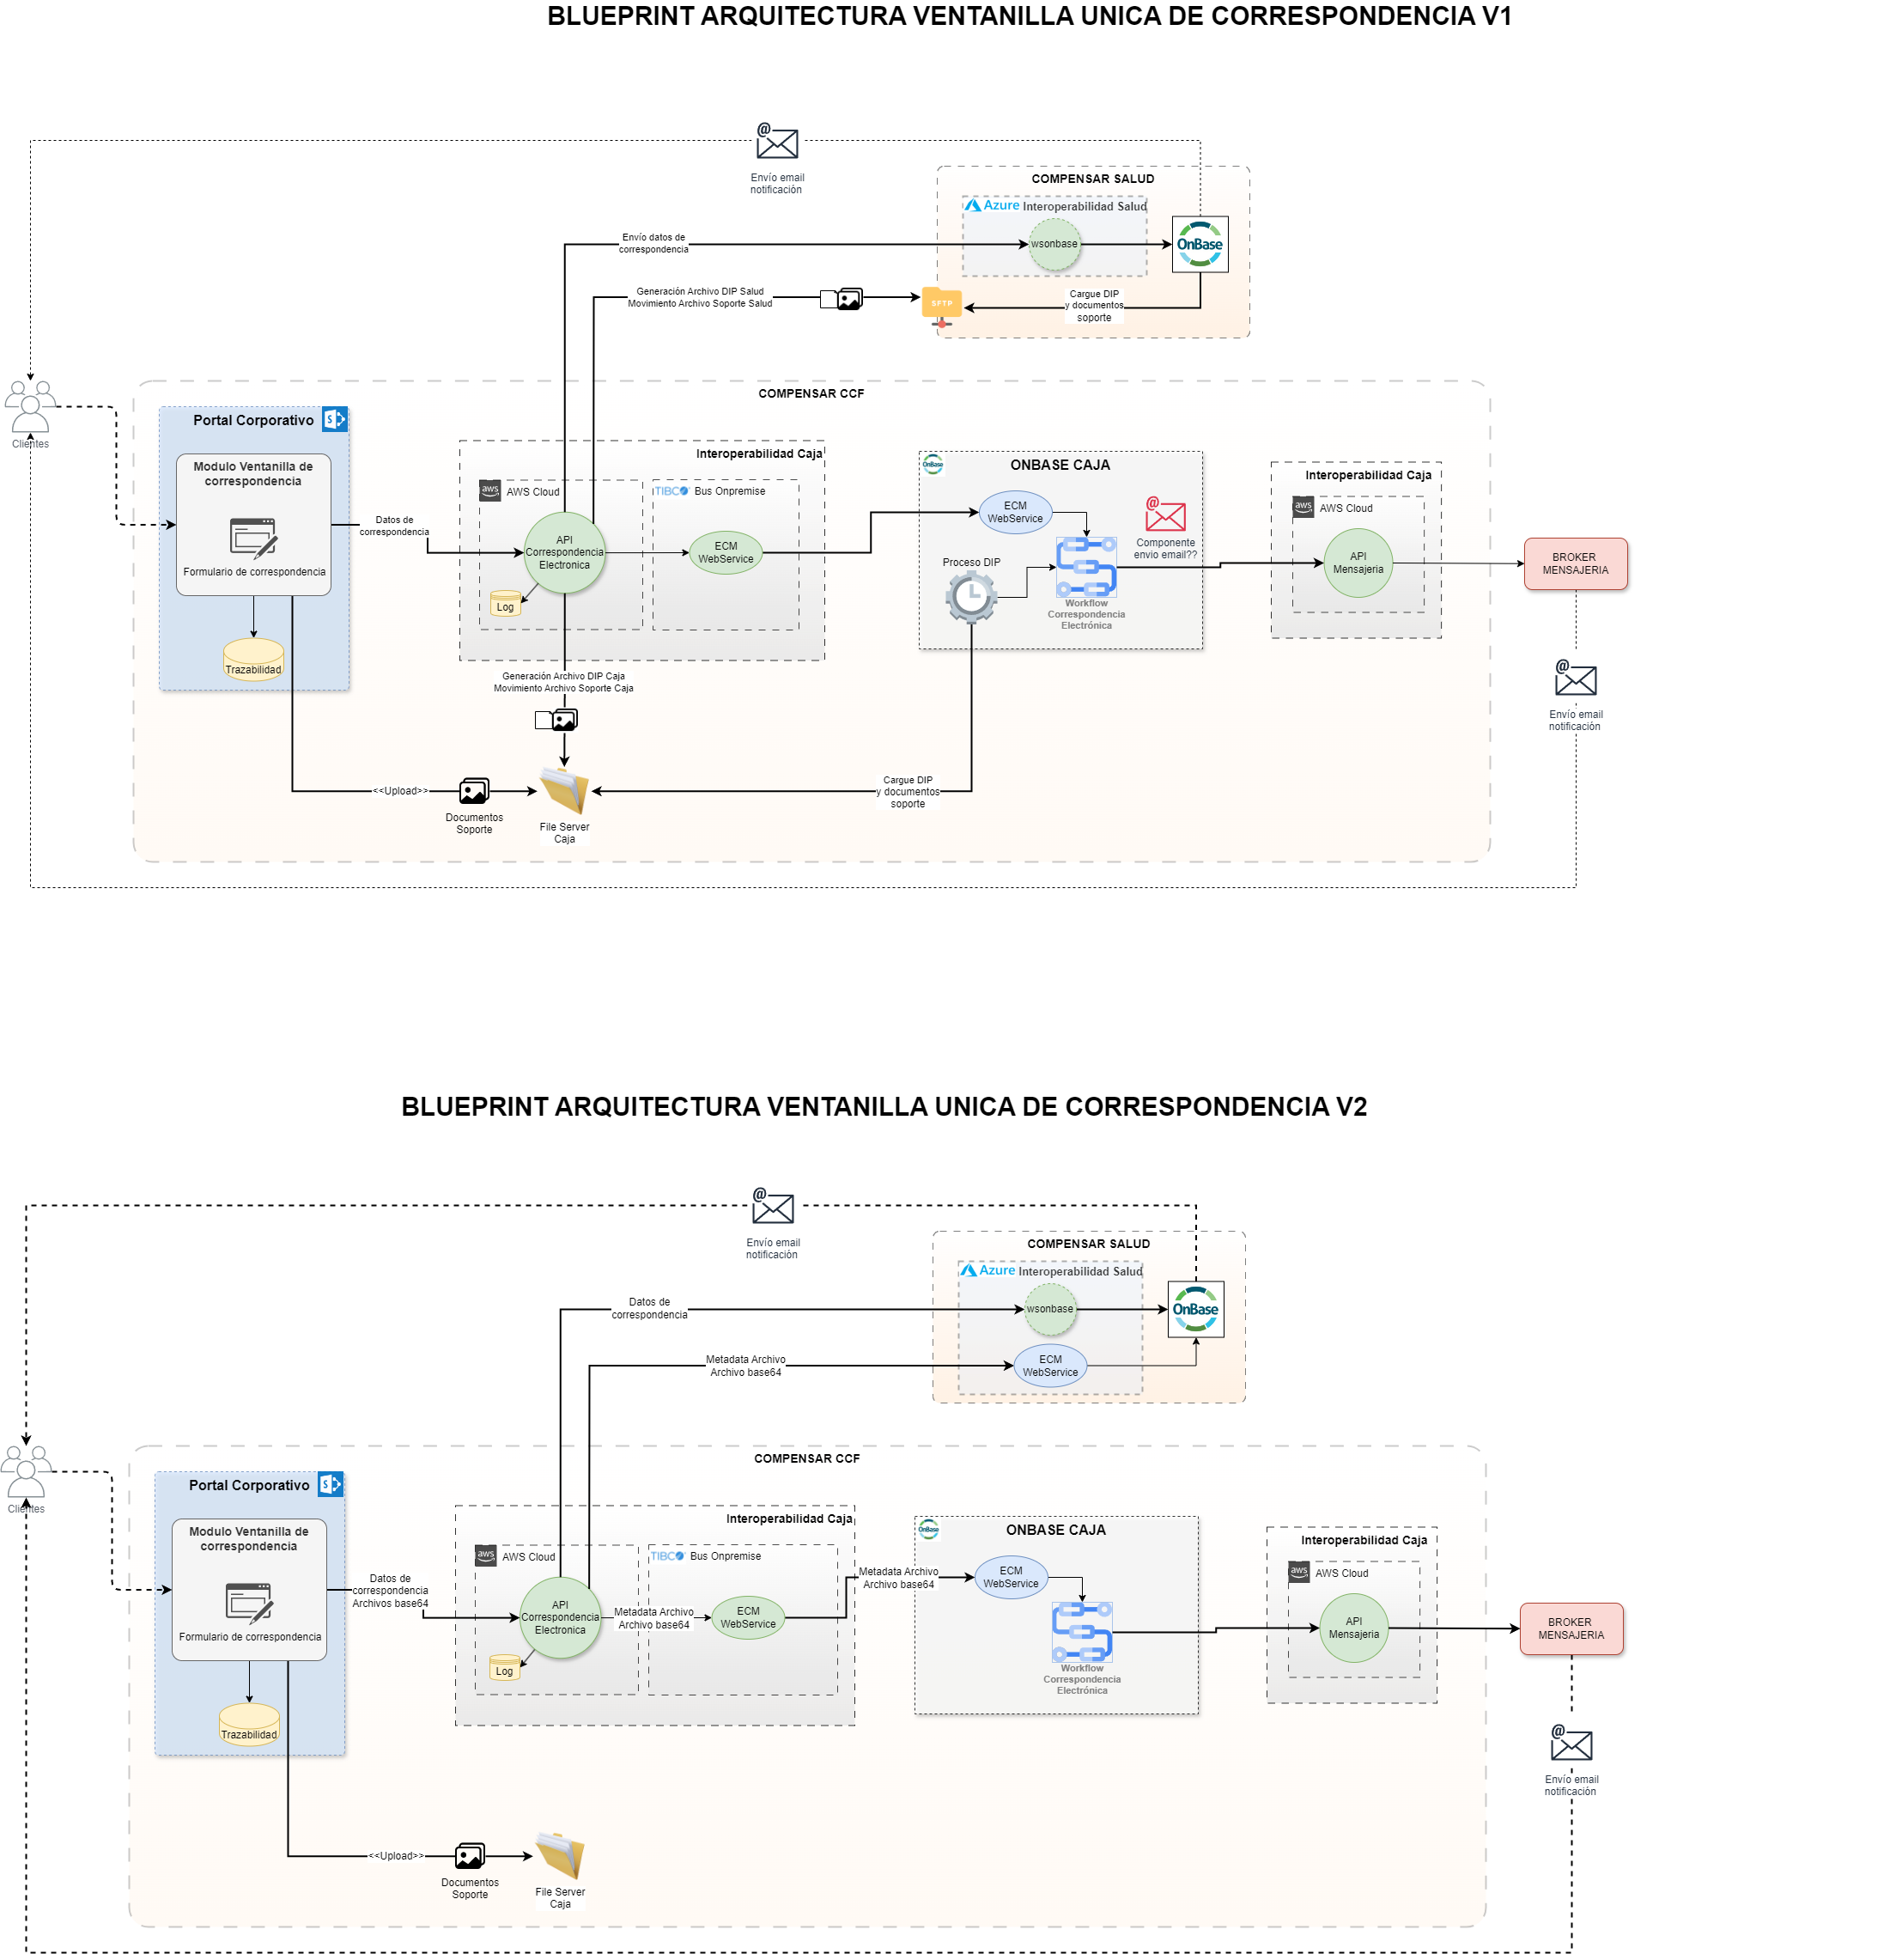 BLUEPRINT ARQUITECTURA VENTANILLA UNICA DE CORRESPONDENCIA V1
@
Envío email
notificación
COMPENSAR SALUD
Azure Interoperabilidad Salud
wsonbase
OnBase
Envío datos de
correspondencia
Generación Archivo DIP Salud
Movimiento Archivo Soporte Salud
SFTP
Cargue DIP
y documentos
soporte
Clientes
COMPENSAR CCF
Portal Corporativo
S
Modulo Ventanilla de
correspondencia
Formulario de correspondencia
Trazabilidad
Datos de
correspondencia
Interoperabilidad Caja
aws
AWS Cloud
TIBCO
Bus Onpremise
API
Correspondencia
Electronica
Log
ECM
WebService
OnBase
ONBASE CAJA
ECM
WebService
@
Componente
envio email??
Proceso DIP
Workflow
Correspondencia
Electrónica
Interoperabilidad Caja
aws
AWS Cloud
API
Mensajeria
BROKER
MENSAJERIA
@
Envío email
notificación
Generación Archivo DIP Caja
Movimiento Archivo Soporte Caja
<<Upload>>
Documentos
Soporte
File Server
Caja
Cargue DIP
y documentos
soporte
BLUEPRINT ARQUITECTURA VENTANILLA UNICA DE CORRESPONDENCIA V2
@
Envío email
notificación
COMPENSAR SALUD
Azure Interoperabilidad Salud
wsonbase
OnBase
ECM
WebService
Datos de
correspondencia
Metadata Archivo
Archivo base64
Clientes
COMPENSAR CCF
Portal Corporativo
S
Modulo Ventanilla de
correspondencia
Formulario de correspondencia
Trazabilidad
Datos de
correspondencia
Archivos base64
Interoperabilidad Caja
aws
AWS Cloud
TIBCO
Bus Onpremise
API
Correspondencia
Electronica
Log
Metadata Archivo
Archivo base64
ECM
WebService
Metadata Archivo
Archivo base64
OnBase
ONBASE CAJA
ECM
WebService
Workflow
Correspondencia
Electrónica
Interoperabilidad Caja
aws
AWS Cloud
API
Mensajeria
BROKER
MENSAJERIA
@
Envío email
notificación
<<Upload>>
Documentos
Soporte
File Server
Caja